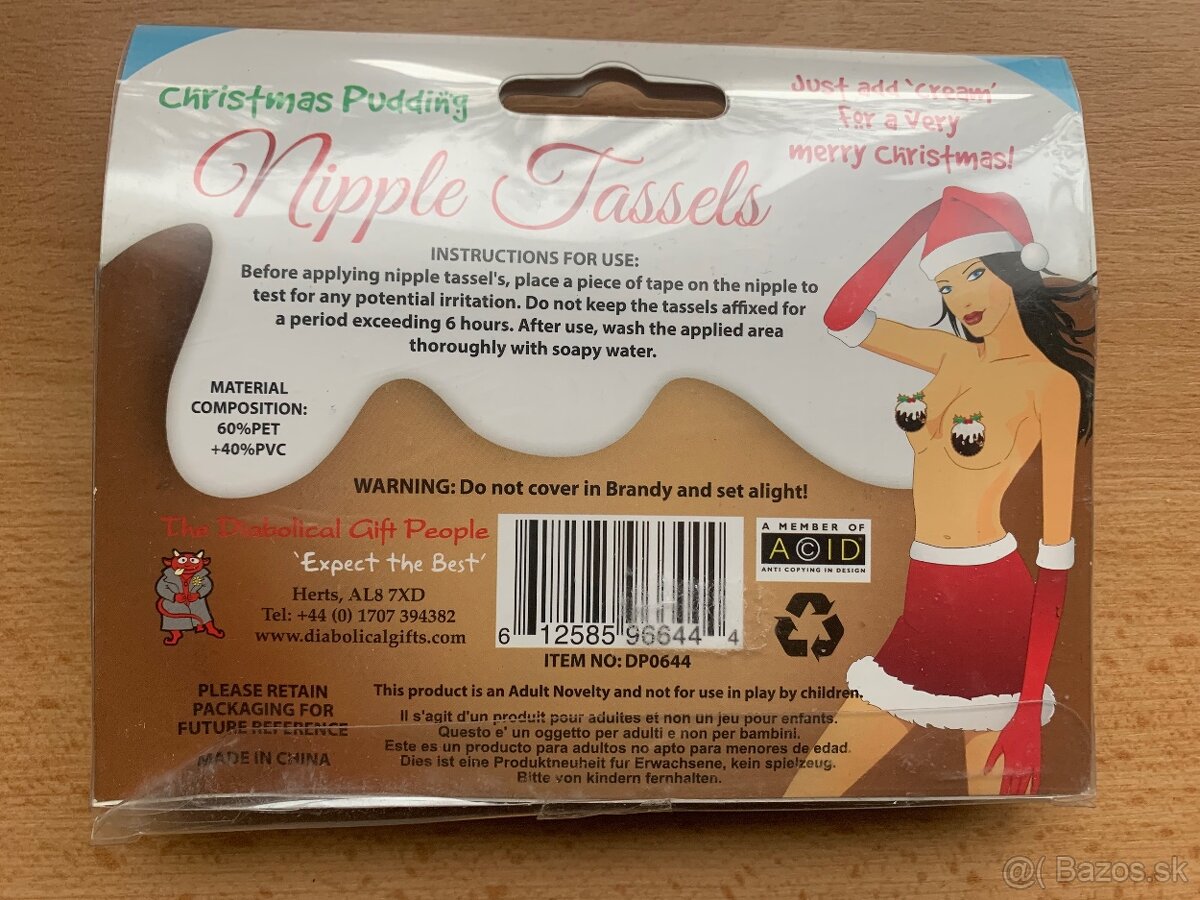 Christmas Pudding
Nipple Tassels
Just add 'cream'
for a very
merry christmas!
INSTRUCTIONS FOR USE:
Before applying nipple tassel's, place a piece of tape on the nipple to
test for any potential irritation. Do not keep the tassels affixed for
a period exceeding 6 hours. After use, wash the applied area
thoroughly with soapy water.
MATERIAL
COMPOSITION:
60%PET
+40%PVC
WARNING: Do not cover in Brandy and set alight!
The Diabolical Gift People
'Expect the Best'
Herts, AL8 7XD
Tel: +44 (0) 1707 394382
www.diabolicalgifts.com
6 12585 96644 4
ITEM NO: DP0644
A MEMBER OF
A©ID
ANTI COPYING IN DESIGN
PLEASE RETAIN
PACKAGING FOR
FUTURE REFERENCE
MADE IN CHINA
This product is an Adult Novelty and not for use in play by children.
Il s'agit d'un produit pour adultes et non un jeu pour enfants.
Questo e' un oggetto per adulti e non per bambini.
Este es un producto para adultos no apto para menores de edad.
Dies ist eine Produktneuheit fur Erwachsene, kein spielzeug.
Bitte von kindern fernhalten.
@( Bazos.sk